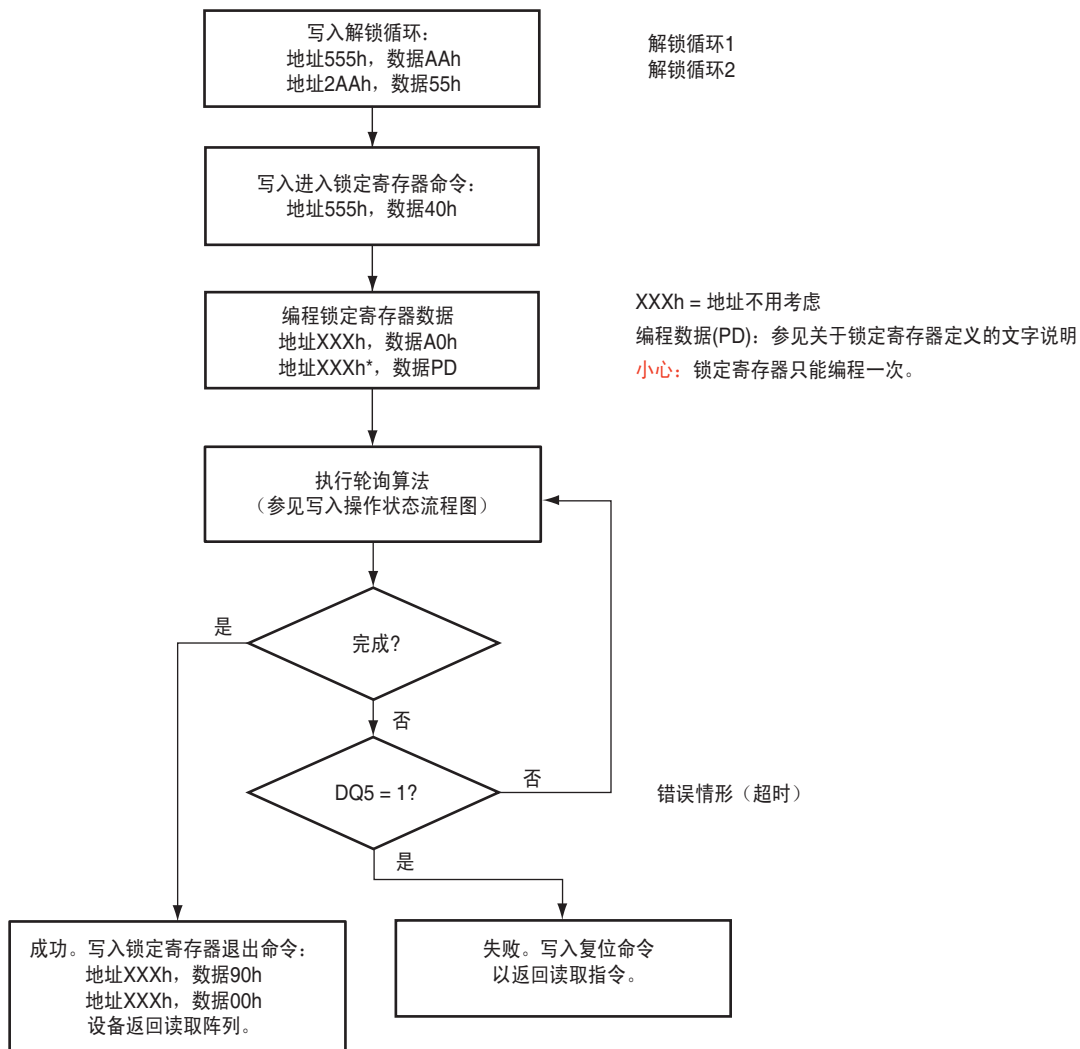 写入解锁循环：
地址555h，数据AAh
地址2AAh，数据55h
解锁循环1
解锁循环2
写入进入锁定寄存器命令：
地址555h，数据40h
编程锁定寄存器数据
地址XXXh，数据A0h
地址XXXh*，数据PD
XXXh = 地址不用考虑
编程数据(PD)：参见关于锁定寄存器定义的文字说明
小心：锁定寄存器只能编程一次。
执行轮询算法
（参见写入操作状态流程图）
是
完成?
否
DQ5 = 1?
否
错误情形（超时）
是
成功。写入锁定寄存器退出命令：
地址XXXh，数据90h
地址XXXh，数据00h
设备返回读取阵列。
失败。写入复位命令
以返回读取指令。